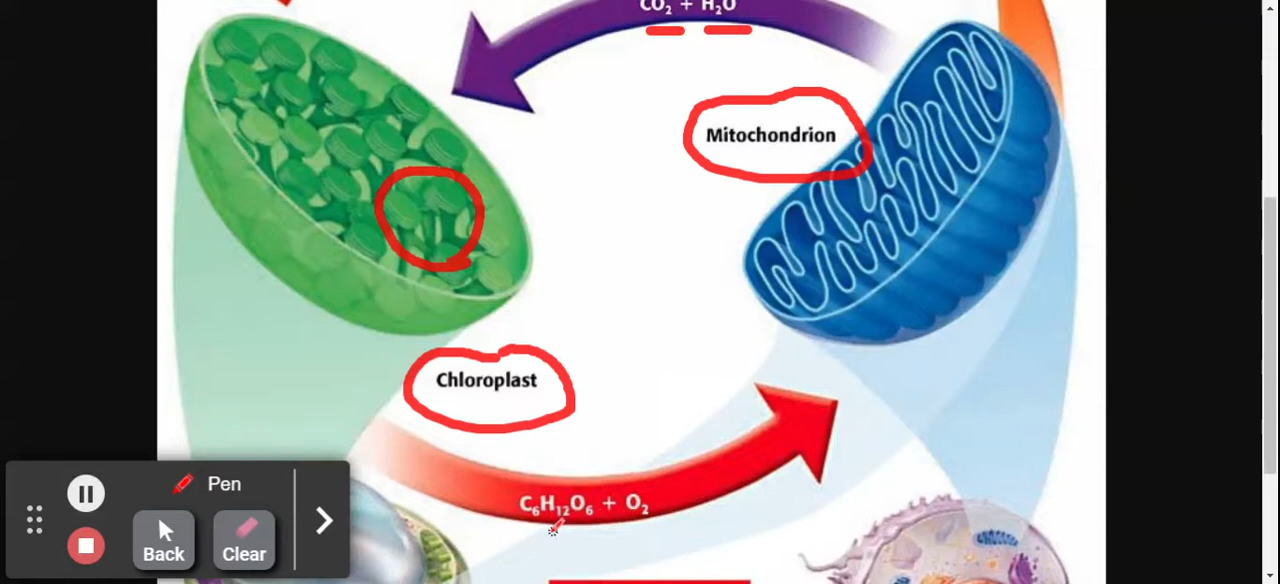 CO₂ + H₂O
Mitochondrion
Chloroplast
C₆H₁₂O₆ + O₂
Pen
Back
Clear